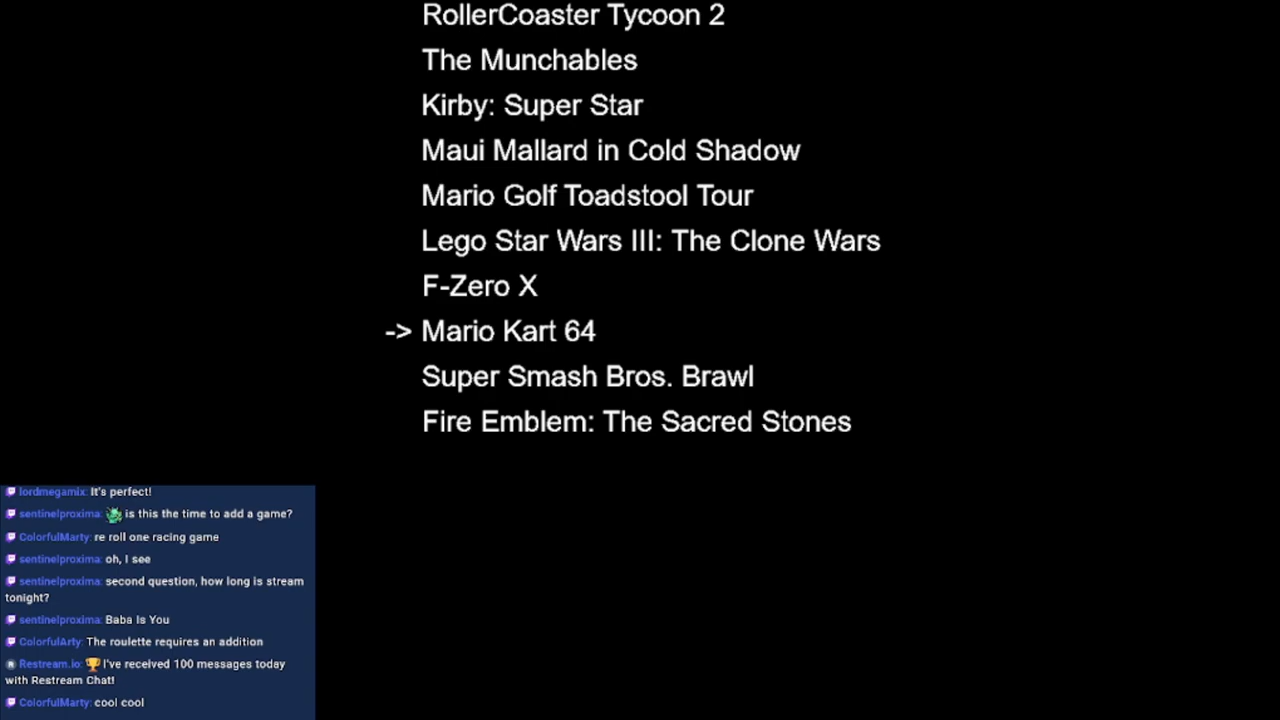 RollerCoaster Tycoon 2
The Munchables
Kirby: Super Star
Maui Mallard in Cold Shadow
Mario Golf Toadstool Tour
Lego Star Wars III: The Clone Wars
F-Zero X
-> Mario Kart 64
Super Smash Bros. Brawl
Fire Emblem: The Sacred Stones
lordmegamix: It's perfect!
sentinelproxima: is this the time to add a game?
ColorfulMarty: re roll one racing game
sentinelproxima: oh, I see
sentinelproxima: second question, how long is stream
tonight?
sentinelproxima: Baba Is You
ColorfulArty: The roulette requires an addition
Restream.io: 🏆 I've received 100 messages today
with Restream Chat!
ColorfulMarty: cool cool